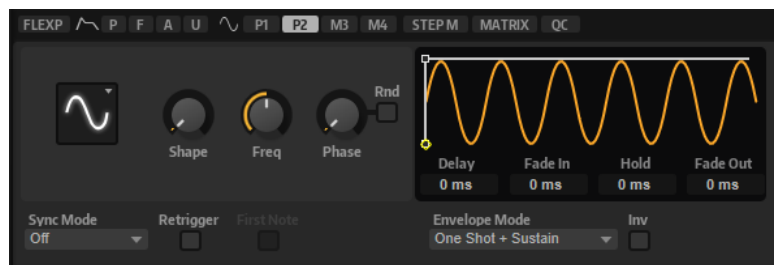 FLEXP P F A U P1 P2 M3 M4 STEP M MATRIX QC
Rnd
Shape Freq Phase
Delay Fade In Hold Fade Out
0 ms 0 ms 0 ms 0 ms
Sync Mode Retrigger First Note Envelope Mode Inv
Off One Shot + Sustain